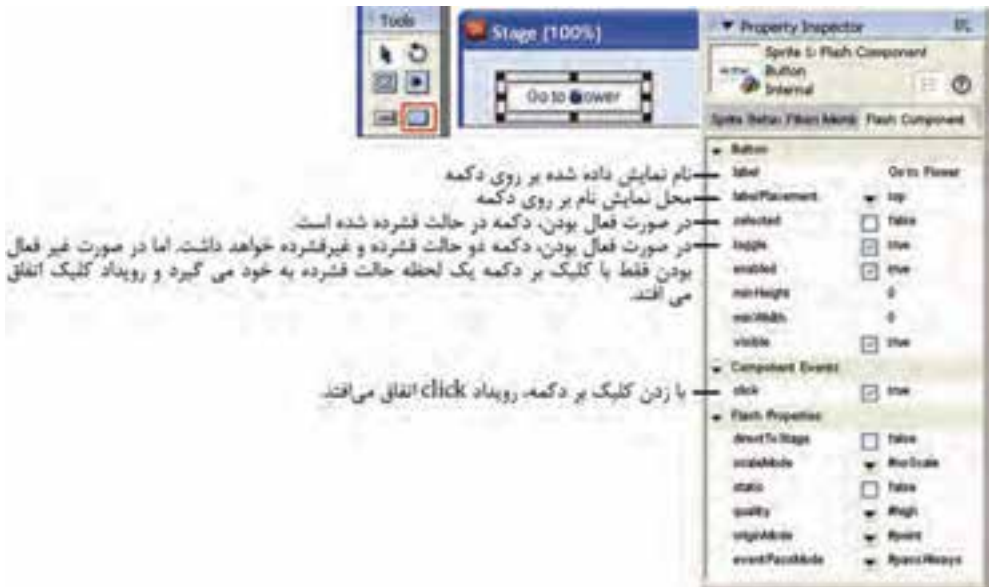 Tools
Stage (100%)
Go to Flower
Property Inspector
Sprite 1: Flash Component
Button
Internal
Flash Component
Button
label Go to Flower
labelPlacement top
selected false
toggle true
enabled true
minHeight 0
minWidth 0
visible true
Component Events
click true
Flash Properties
directToStage false
scaleMode #noScale
static false
quality #high
originMode #point
eventPassMode #passAlways
نام نمایش داده شده بر روی دکمه
محل نمایش نام بر روی دکمه
در صورت فعال بودن، دکمه در حالت فشرده شده است.
در صورت فعال بودن، دکمه دو حالت فشرده و غیرفشرده خواهد داشت. اما در صورت غیر فعال
بودن فقط با کلیک بر دکمه یک لحظه حالت فشرده به خود می گیرد و رویداد کلیک اتفاق
می افتد.
با زدن کلیک بر دکمه، رویداد click اتفاق می‌افتد.